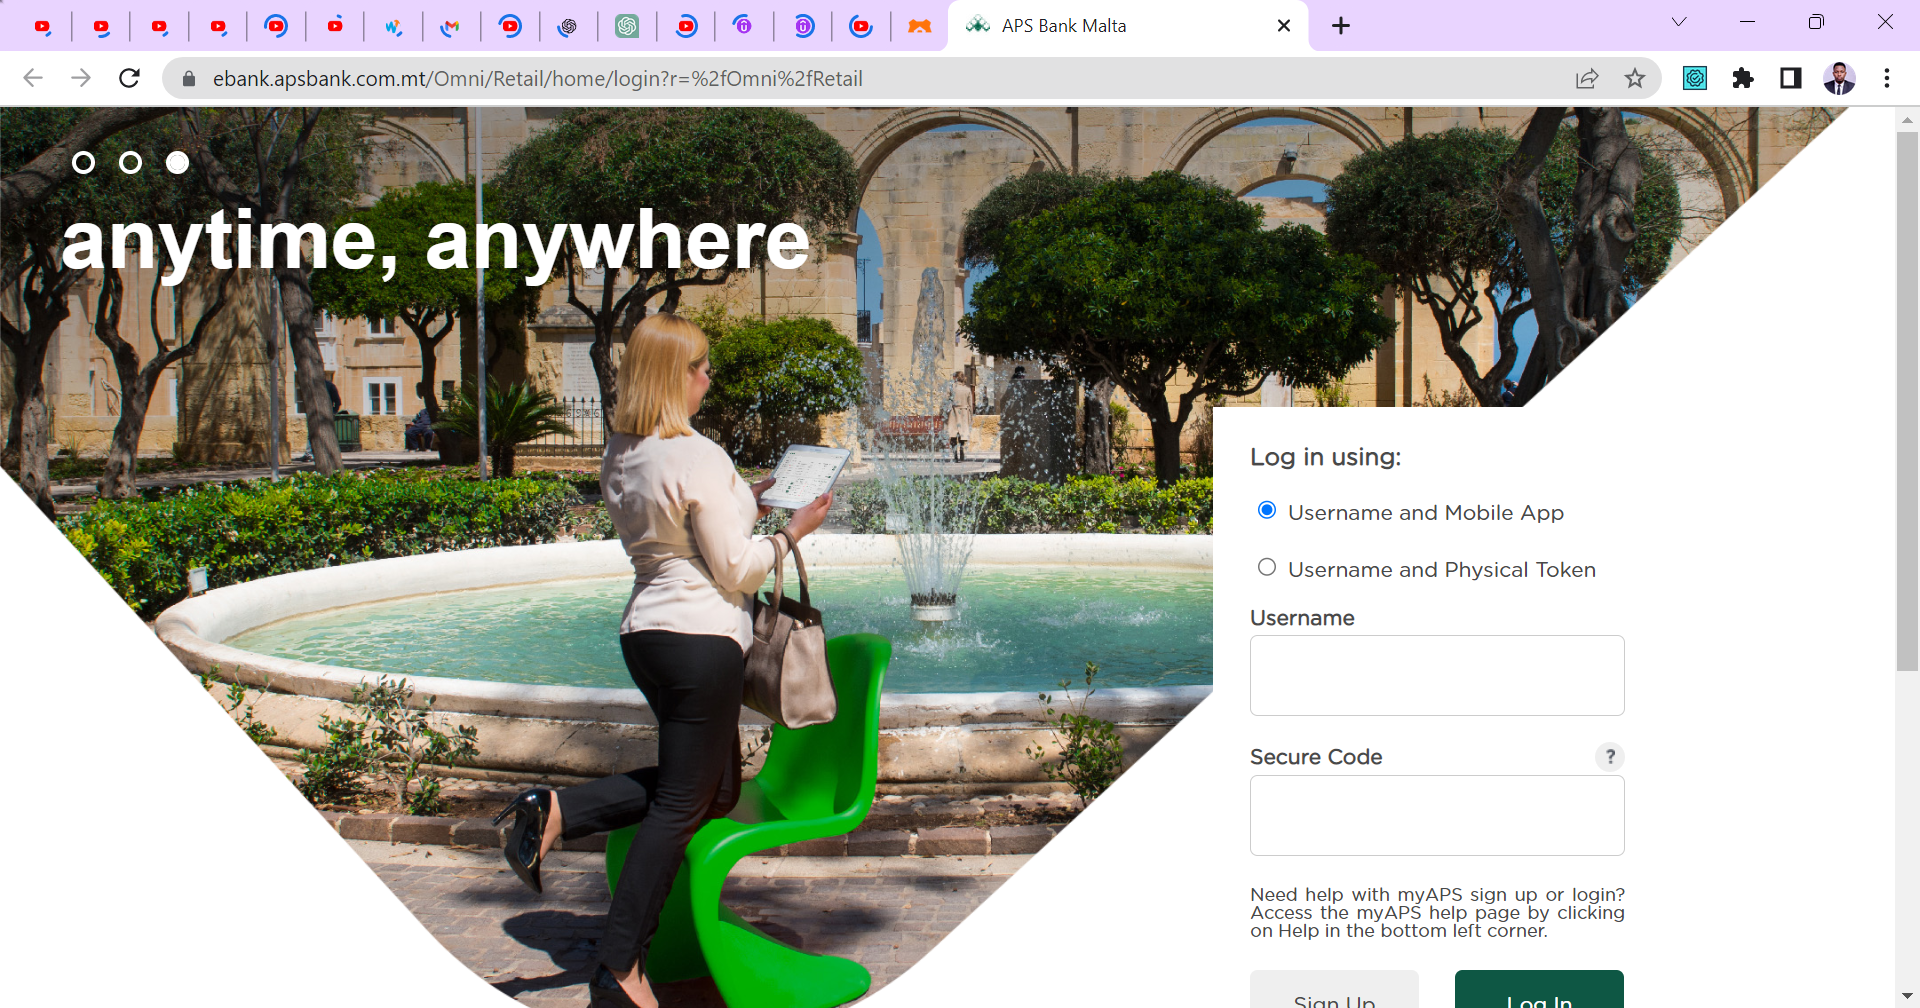 APS Bank Malta
ebank.apsbank.com.mt/Omni/Retail/home/login?r=%2fOmni%2fRetail
anytime, anywhere
Log in using:
Username and Mobile App
Username and Physical Token
Username
Secure Code
?
Need help with myAPS sign up or login?
Access the myAPS help page by clicking
on Help in the bottom left corner.
Sign Up
Log In